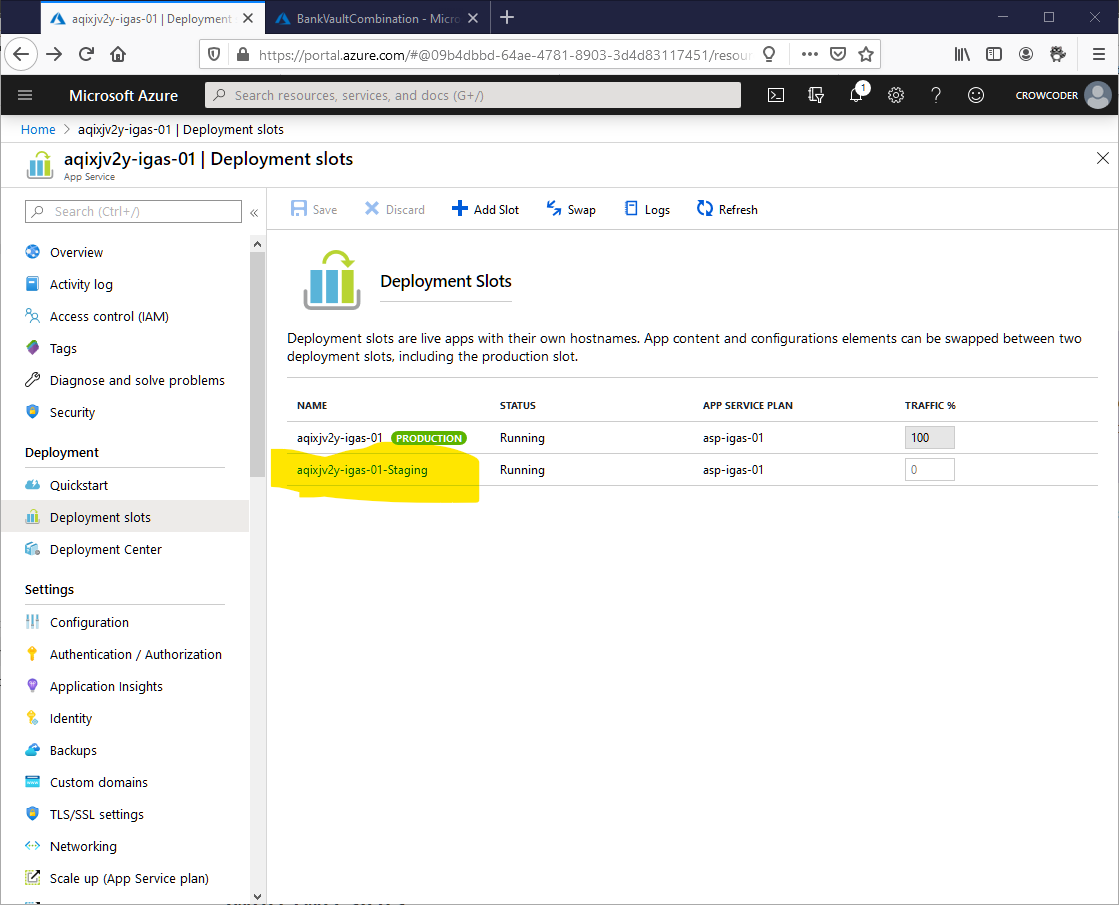 aqixjv2y-igas-01 | Deployment
BankVaultCombination - Micro
https://portal.azure.com/#@09b4dbbd-64ae-4781-8903-3d4d83117451/resou
Microsoft Azure
Search resources, services, and docs (G+/)
1
CROWCODER
Home > aqixjv2y-igas-01 | Deployment slots
aqixjv2y-igas-01 | Deployment slots
App Service
Search (Ctrl+/)
«
Save
Discard
Add Slot
Swap
Logs
Refresh
Overview
Activity log
Access control (IAM)
Tags
Diagnose and solve problems
Security
Deployment
Quickstart
Deployment slots
Deployment Center
Settings
Configuration
Authentication / Authorization
Application Insights
Identity
Backups
Custom domains
TLS/SSL settings
Networking
Scale up (App Service plan)
Deployment Slots
Deployment slots are live apps with their own hostnames. App content and configurations elements can be swapped between two
deployment slots, including the production slot.
NAME STATUS APP SERVICE PLAN TRAFFIC %
aqixjv2y-igas-01 PRODUCTION Running asp-igas-01 100
aqixjv2y-igas-01-Staging Running asp-igas-01 0